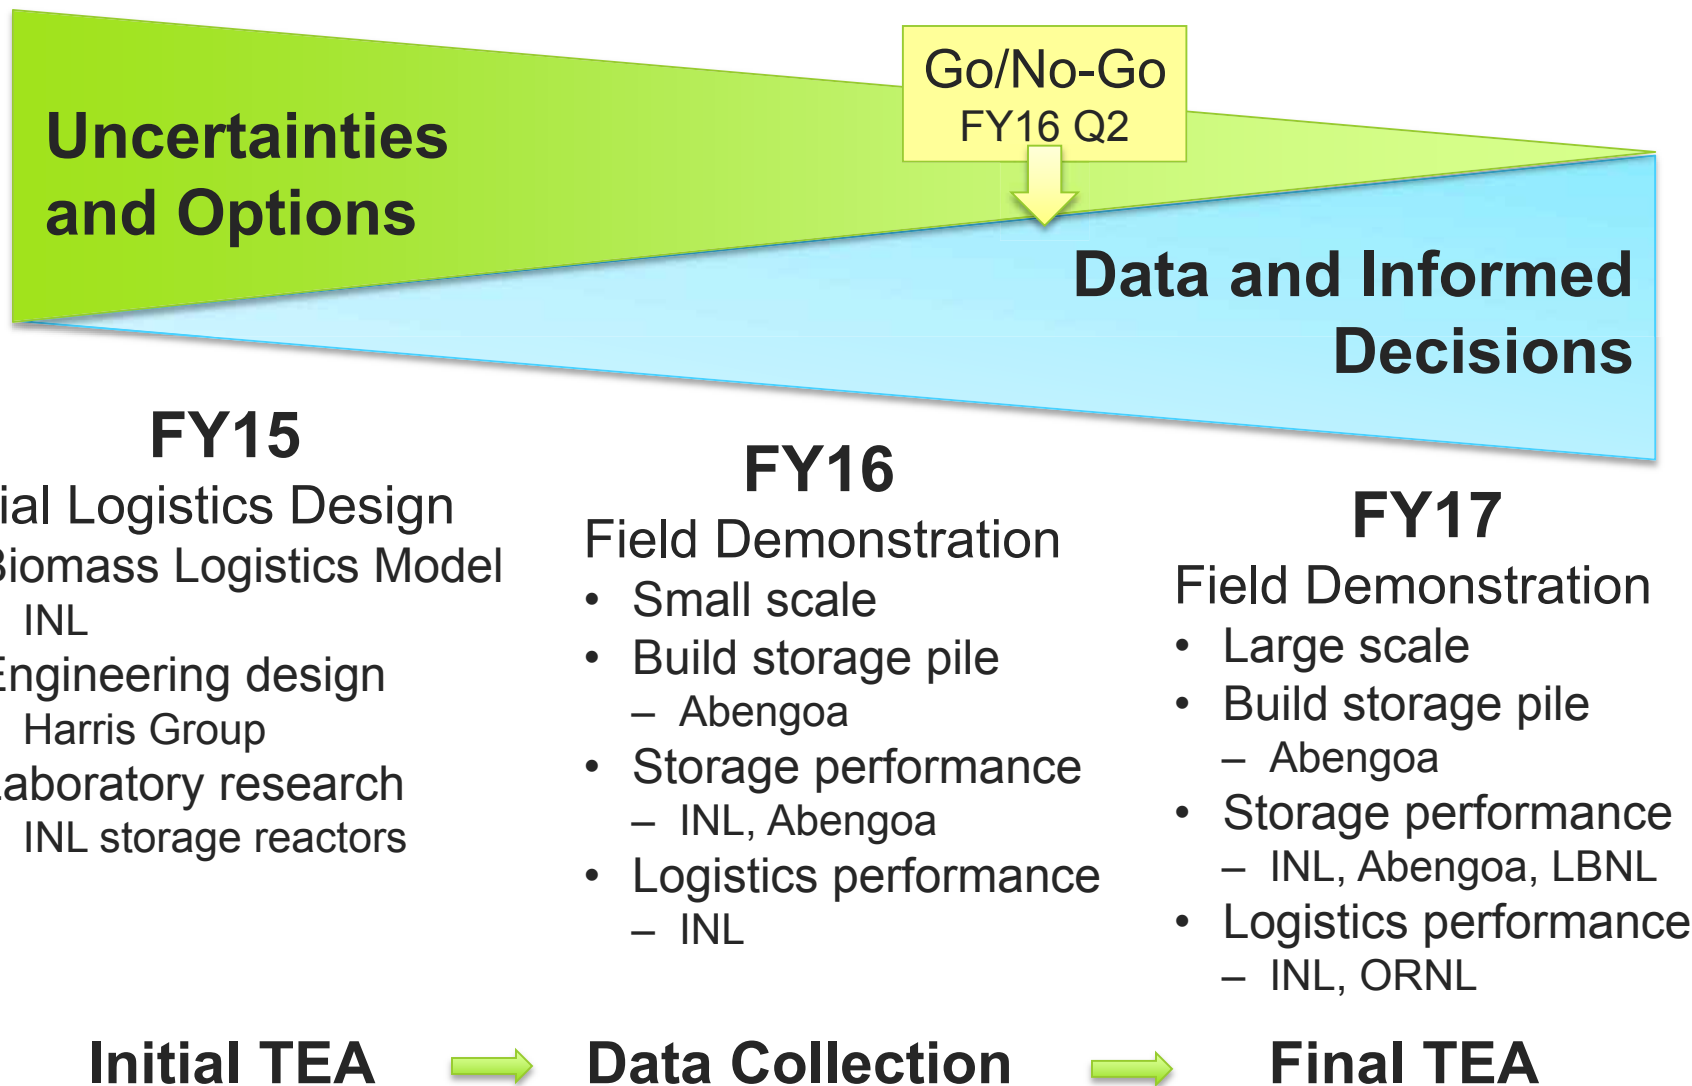 Uncertainties
and Options
Go/No-Go
FY16 Q2
Data and Informed
Decisions
FY15
ial Logistics Design
Biomass Logistics Model
INL
Engineering design
Harris Group
Laboratory research
INL storage reactors
FY16
Field Demonstration
• Small scale
• Build storage pile
– Abengoa
• Storage performance
– INL, Abengoa
• Logistics performance
– INL
FY17
Field Demonstration
• Large scale
• Build storage pile
– Abengoa
• Storage performance
– INL, Abengoa, LBNL
• Logistics performance
– INL, ORNL
Initial TEA
Data Collection
Final TEA